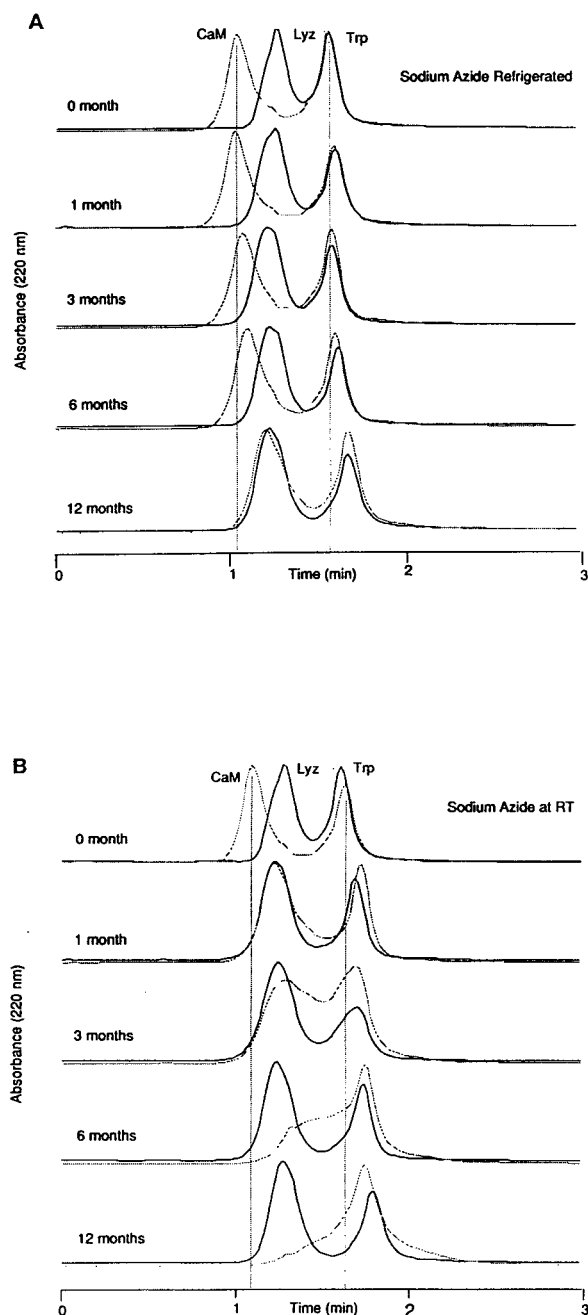 A
CaM Lyz Trp
Sodium Azide Refrigerated
0 month
1 month
3 months
6 months
12 months
Absorbance (220 nm)
0 1 2 3
Time (min)
B
CaM Lyz Trp
Sodium Azide at RT
0 month
1 month
3 months
6 months
12 months
Absorbance (220 nm)
0 1 2 3
Time (min)